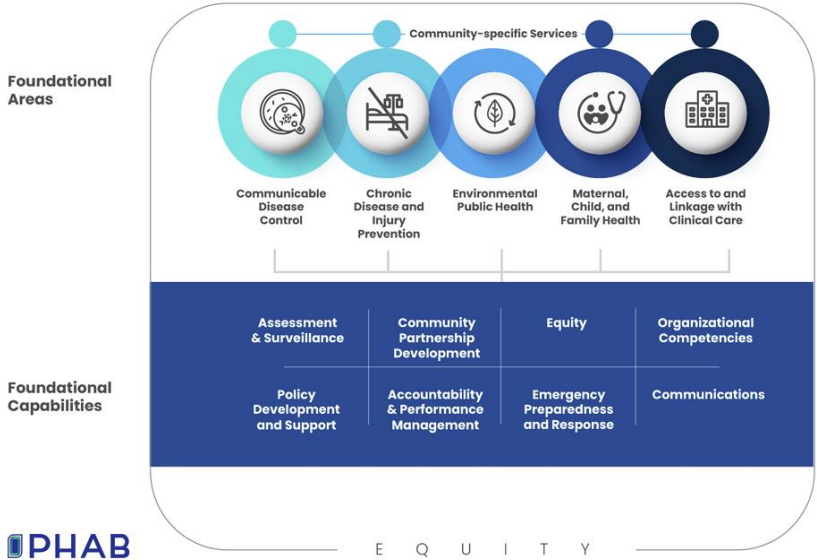 Community-specific Services
Foundational
Areas
Communicable
Disease
Control
Chronic
Disease and
Injury
Prevention
Environmental
Public Health
Maternal,
Child, and
Family Health
Access to and
Linkage with
Clinical Care
Foundational
Capabilities
Assessment
& Surveillance
Community
Partnership
Development
Equity
Organizational
Competencies
Policy
Development
and Support
Accountability
& Performance
Management
Emergency
Preparedness
and Response
Communications
PHAB
EQUITY